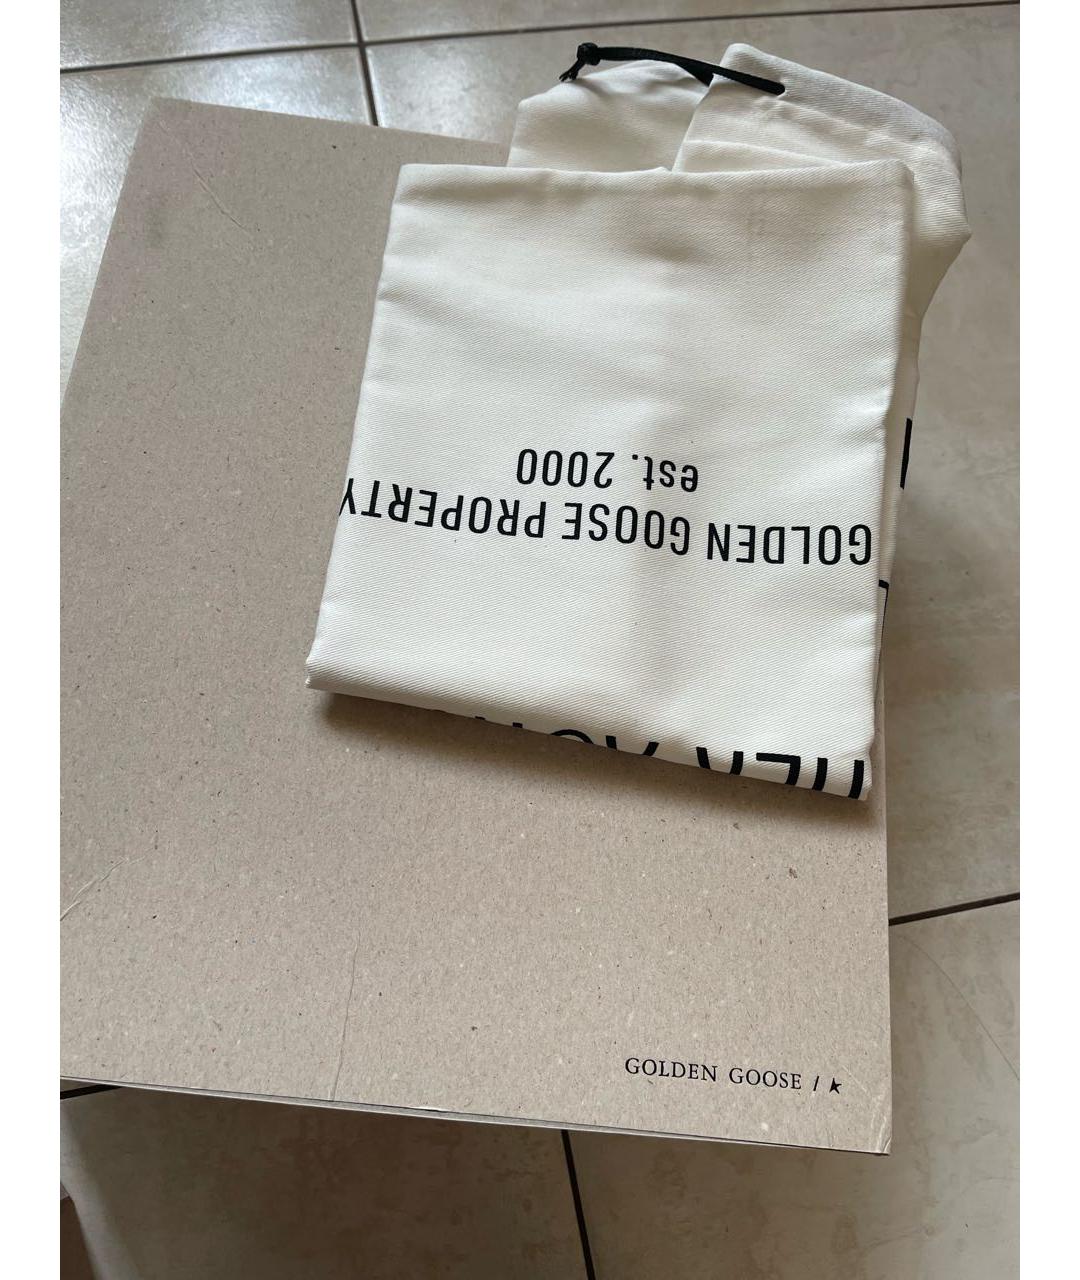 GOLDEN GOOSE PROPERTY
est. 2000
GOLDEN GOOSE / ★